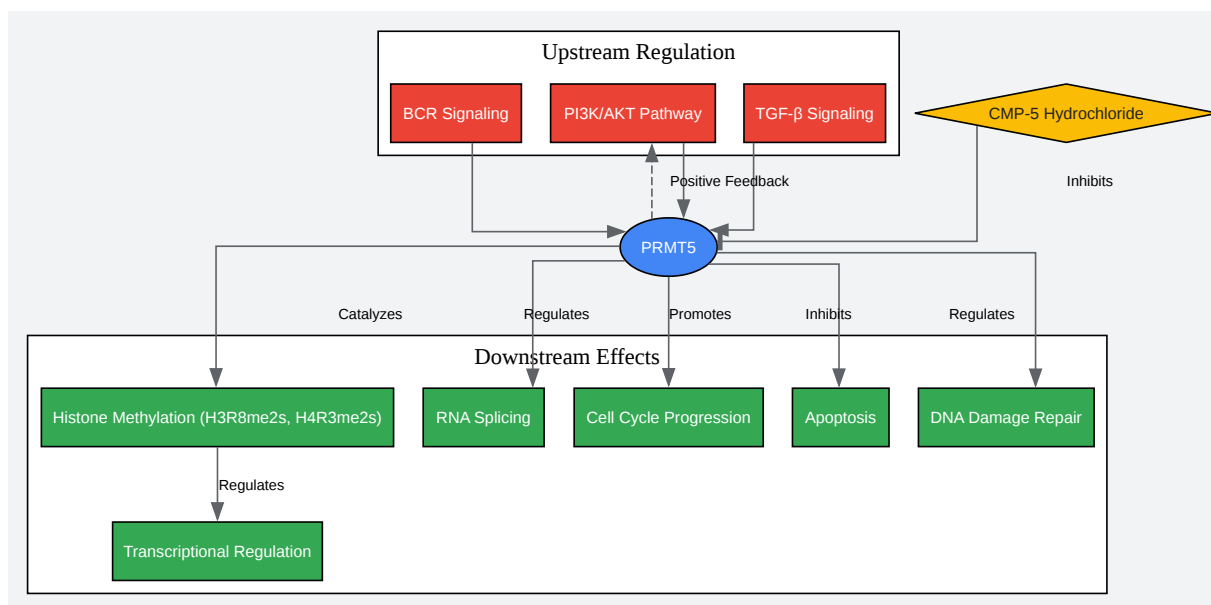 Upstream Regulation
BCR Signaling
PI3K/AKT Pathway
TGF-β Signaling
CMP-5 Hydrochloride
Positive Feedback
Inhibits
PRMT5
Catalyzes
Regulates
Promotes
Inhibits
Regulates
Downstream Effects
Histone Methylation (H3R8me2s, H4R3me2s)
RNA Splicing
Cell Cycle Progression
Apoptosis
DNA Damage Repair
Regulates
Transcriptional Regulation